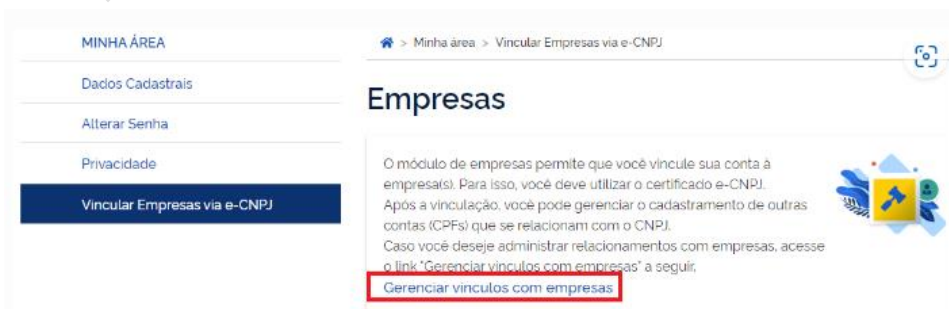 MINHA ÁREA
Dados Cadastrais
Alterar Senha
Privacidade
Vincular Empresas via e-CNPJ
> Minha área > Vincular Empresas via e-CNPJ
Empresas
O módulo de empresas permite que você vincule sua conta à
empresa(s). Para isso, você deve utilizar o certificado e-CNPJ.
Após a vinculação, você pode gerenciar o cadastramento de outras
contas (CPFs) que se relacionam com o CNPJ.
Caso você deseje administrar relacionamentos com empresas, acesse
o link "Gerenciar vínculos com empresas" a seguir,
Gerenciar vínculos com empresas